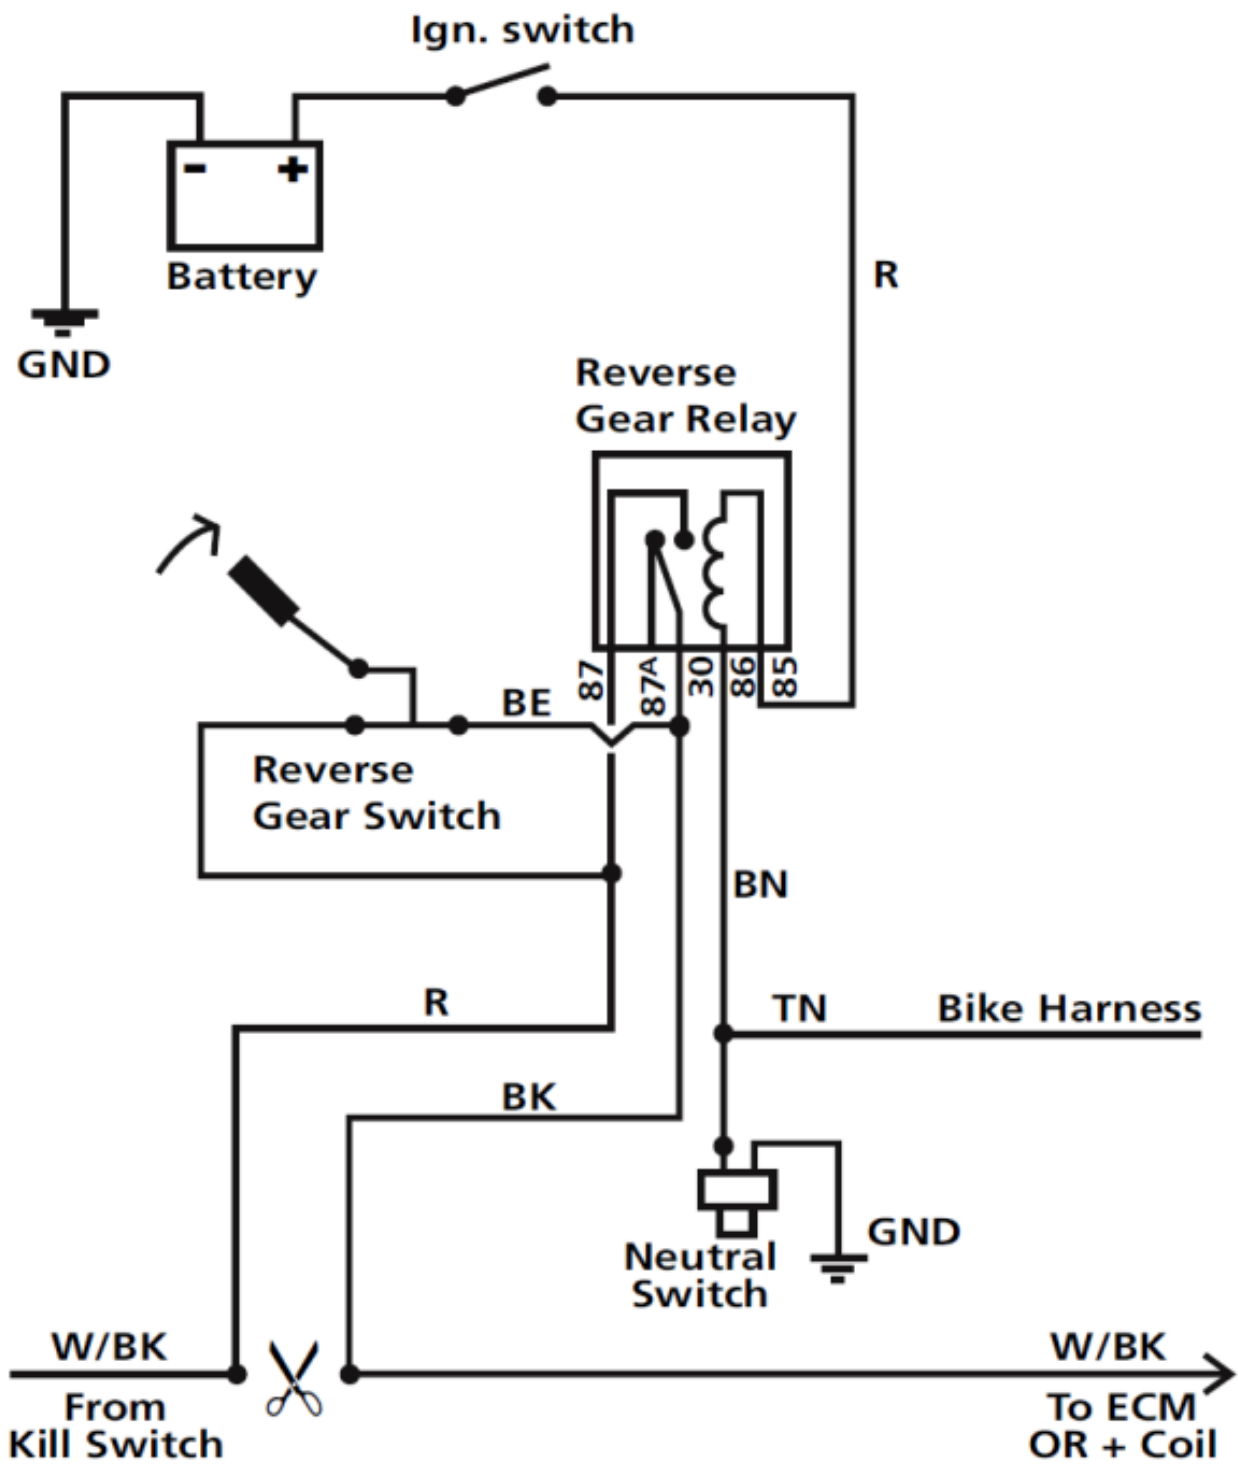 Ign. switch
- +
Battery
R
GND
Reverse
Gear Relay
87
87A
30
86
85
BE
Reverse
Gear Switch
BN
R
TN
Bike Harness
BK
GND
Neutral
Switch
W/BK
W/BK
From
Kill Switch
To ECM
OR + Coil